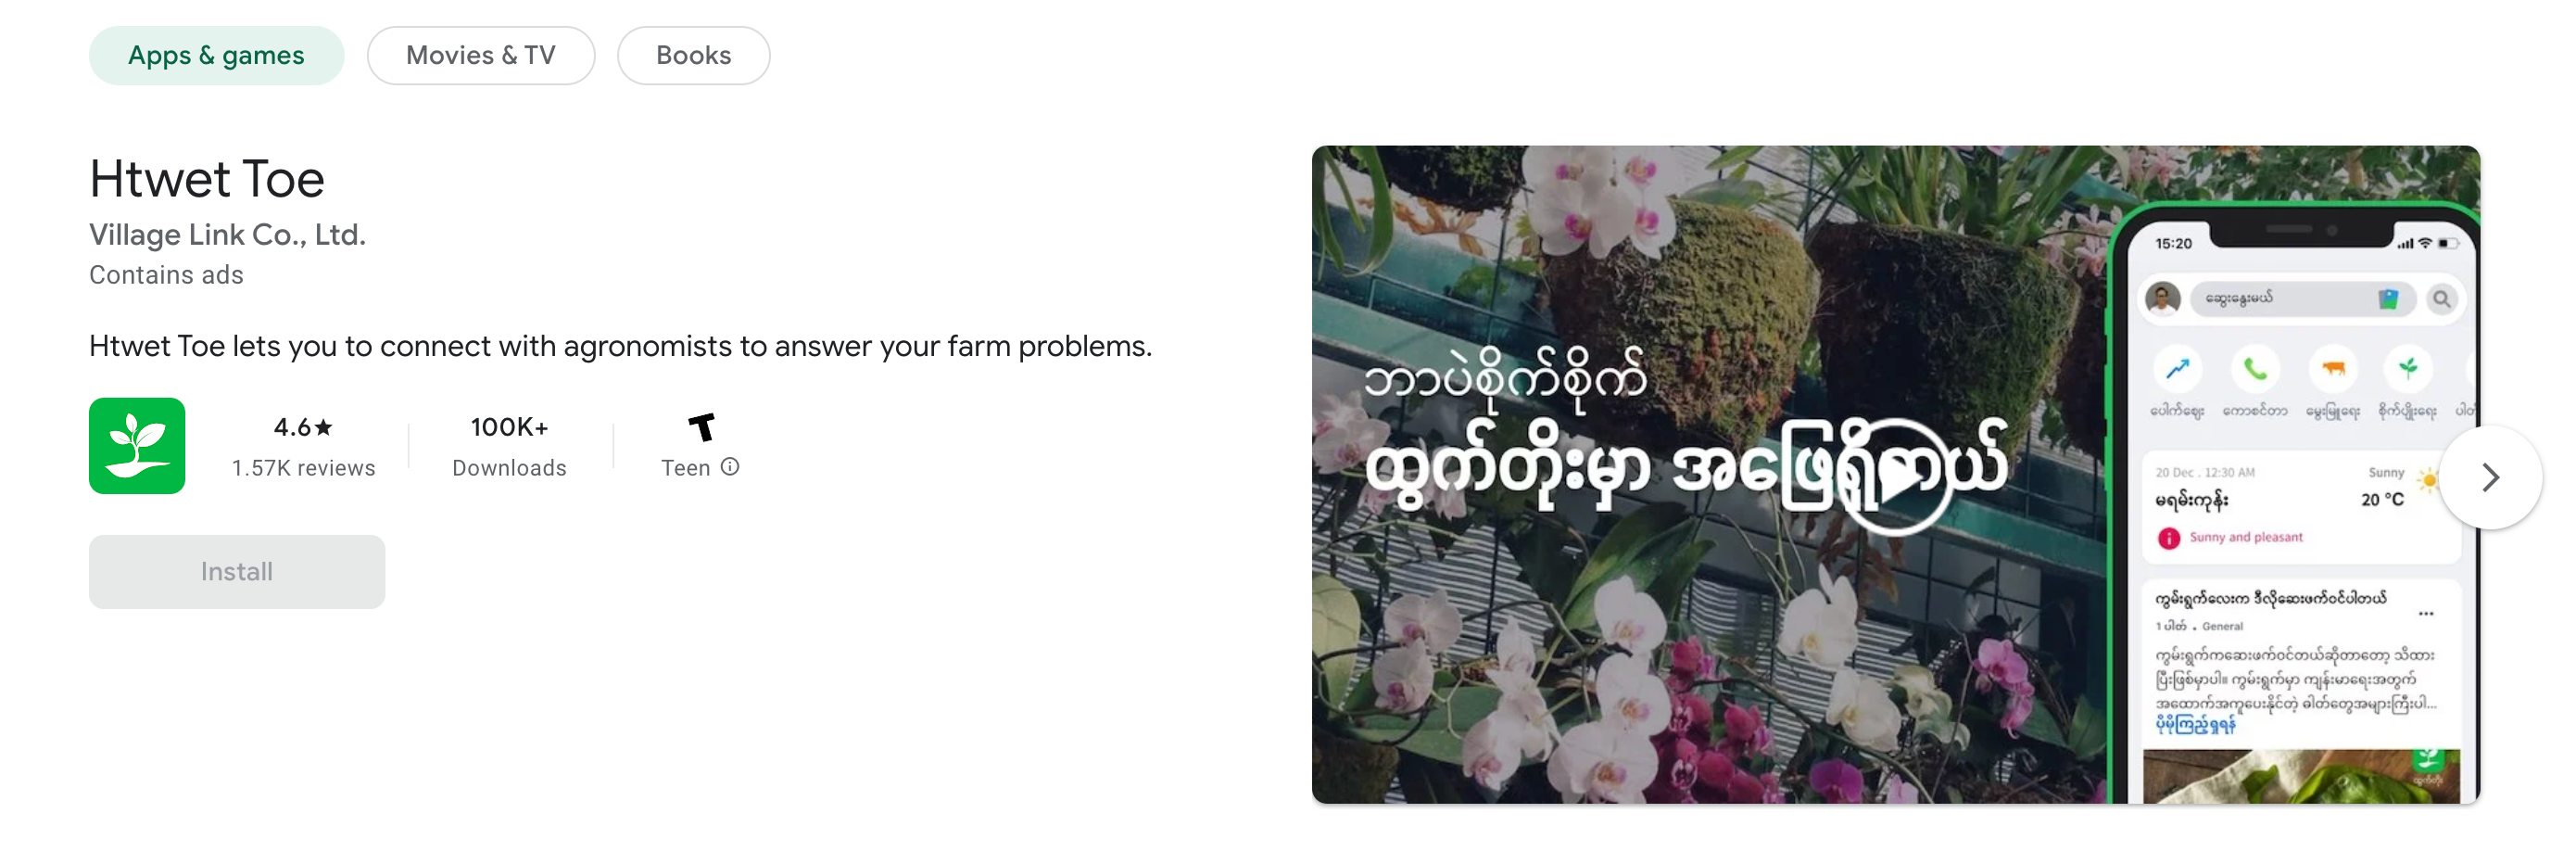 Apps & games
Movies & TV
Books
Htwet Toe
Village Link Co., Ltd.
Contains ads
Htwet Toe lets you to connect with agronomists to answer your farm problems.
4.6★
1.57K reviews
100K+
Downloads
T
Teen
Install
ဘာပဲစိုက်စိုက်
ထွက်တိုးမှာ အဖြေရှိတယ်
15:20
ဆွေးနွေးမယ်
ပေါက်ဈေး
ကောစင်တာ
မွေးမြူရေး
စိုက်ပျိုးရေး
20 Dec . 12:30 AM
Sunny
မရမ်းကုန်း
20 °C
Sunny and pleasant
ကွမ်းရွက်လေးက ဒီလိုဆေးဖက်ဝင်ပါတယ်
1 ပါတ် . General
ကွမ်းရွက်ကဆေးဖက်ဝင်တယ်ဆိုတာတော့ သိထား
ပြီးဖြစ်မှာပါ။ ကွမ်းရွက်မှာ ကျန်းမာရေးအတွက်
အထောက်အကူပေးနိုင်တဲ့ ဓါတ်တွေအများကြီးပါ...
ပိုမိုကြည့်ရှုရန်
ထွက်တိုး